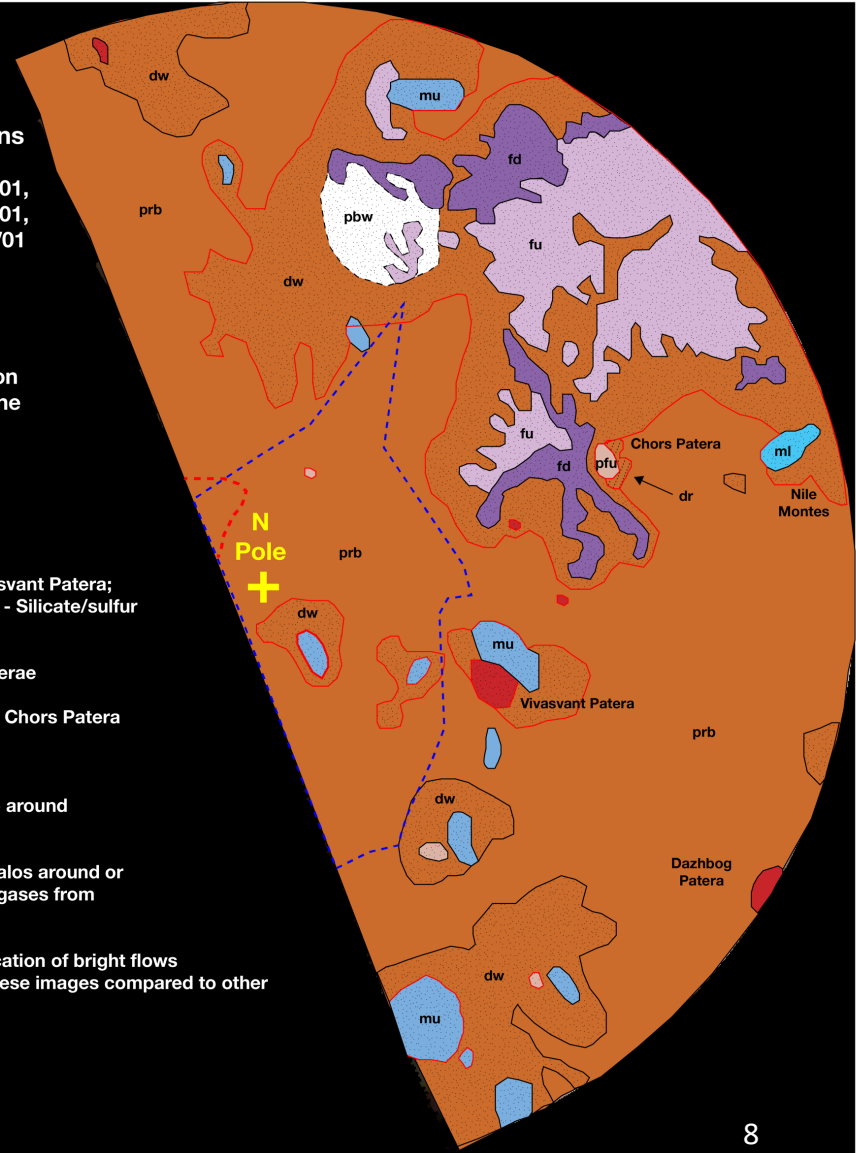 ns
01,
01,
/01
on
ne
svant Patera;
- Silicate/sulfur
erae
Chors Patera
around
alos around or
gases from
cation of bright flows
ese images compared to other
dw
mu
fd
prb
pbw
fu
dw
fu
fd
pfu
Chors Patera
dr
ml
Nile
Montes
N
Pole
prb
dw
mu
Vivasvant Patera
prb
dw
Dazhbog
Patera
dw
mu
8